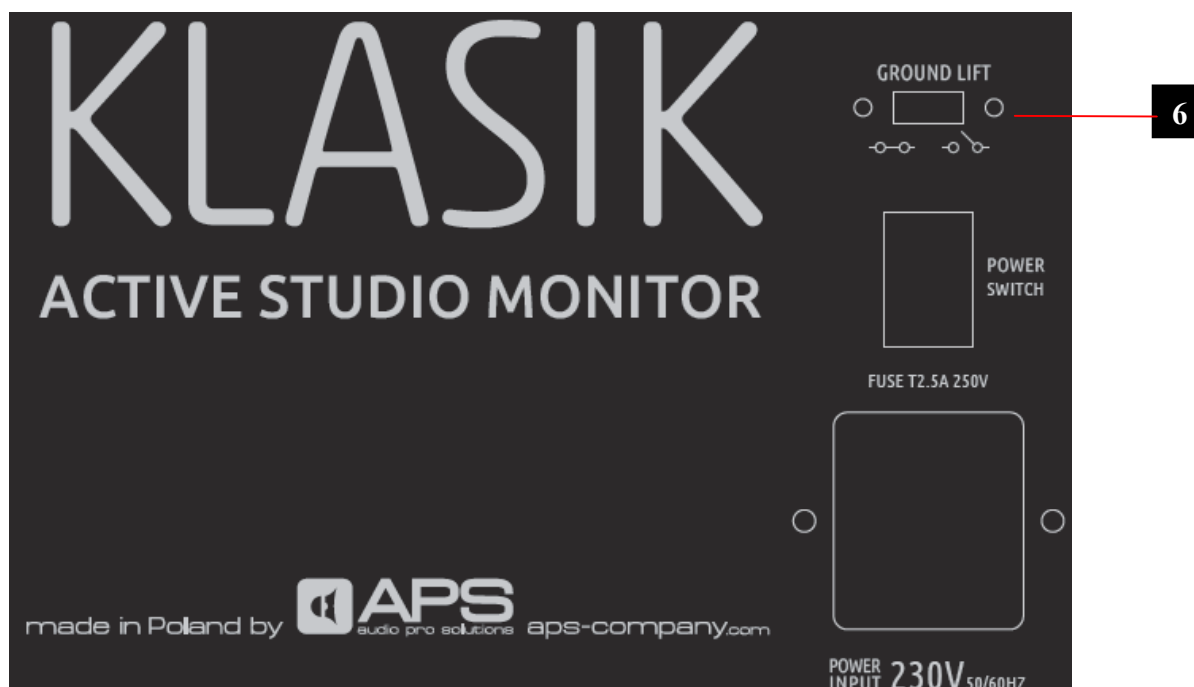 KLASIK
ACTIVE STUDIO MONITOR
GROUND LIFT
6
POWER
SWITCH
FUSE T2.5A 250V
made in Poland by APS aps-company.com
audio pro solutions
POWER
INPUT 230V 50/60HZ